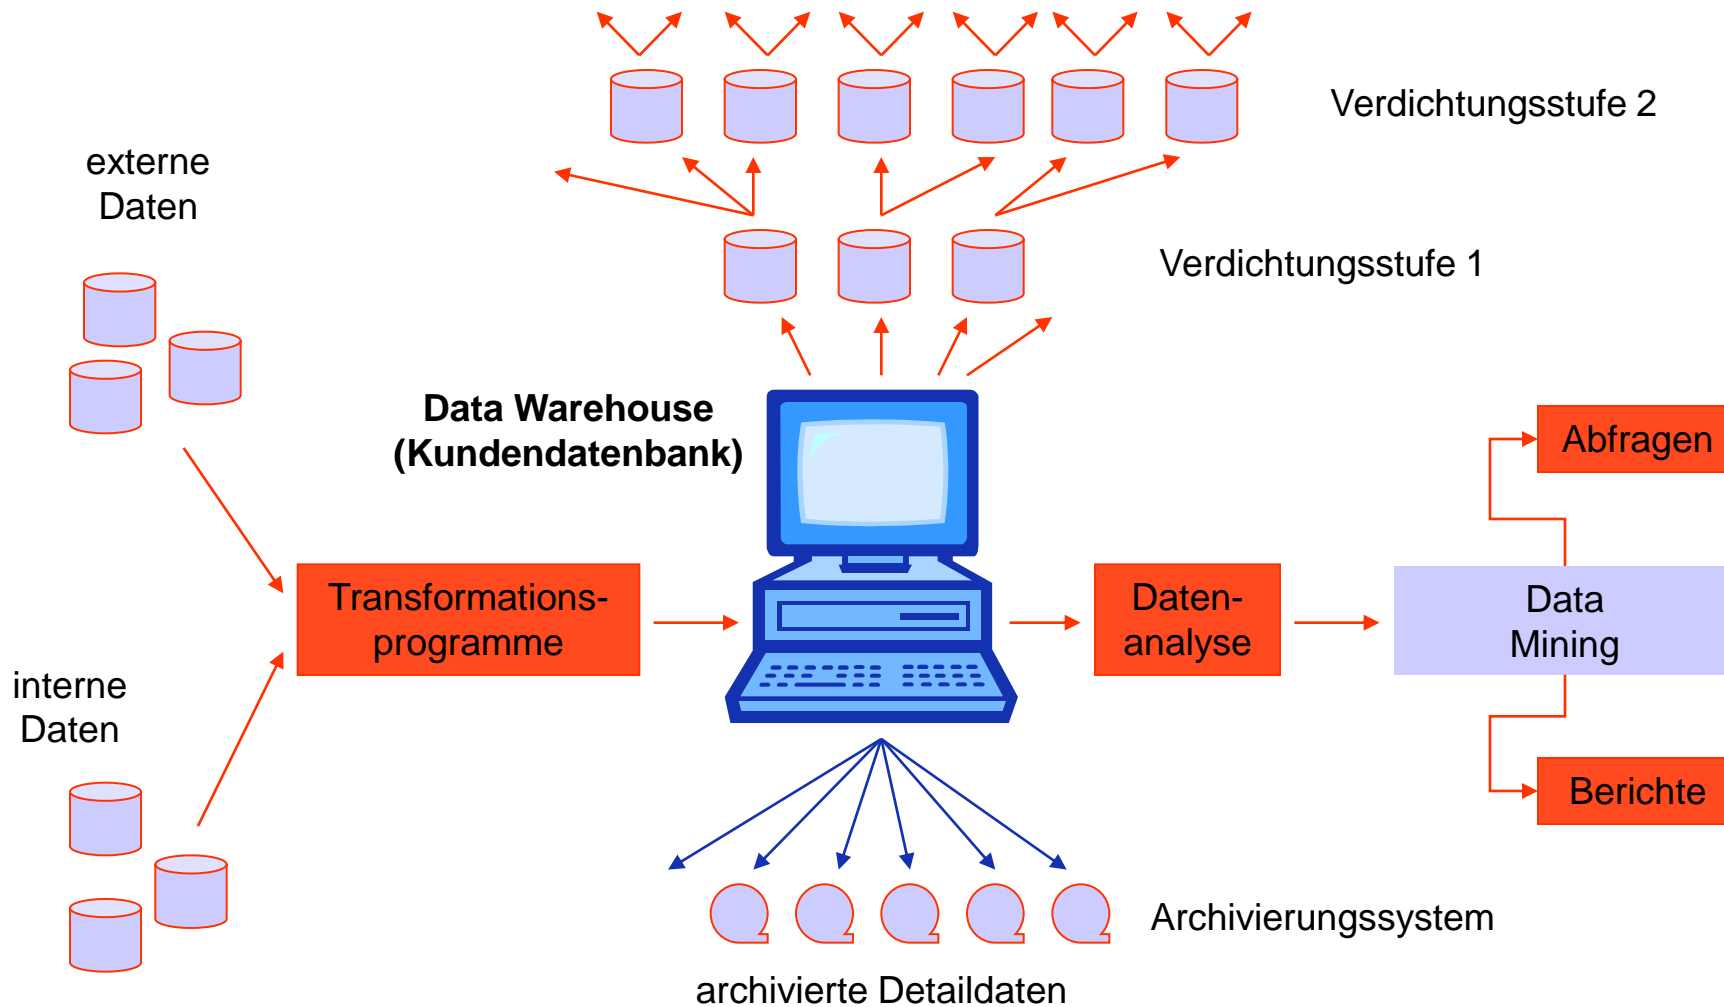 Verdichtungsstufe 2
externe
Daten
Verdichtungsstufe 1
Data Warehouse
(Kundendatenbank)
Abfragen
Transformations-
programme
Daten-
analyse
Data
Mining
interne
Daten
Berichte
Archivierungssystem
archivierte Detaildaten